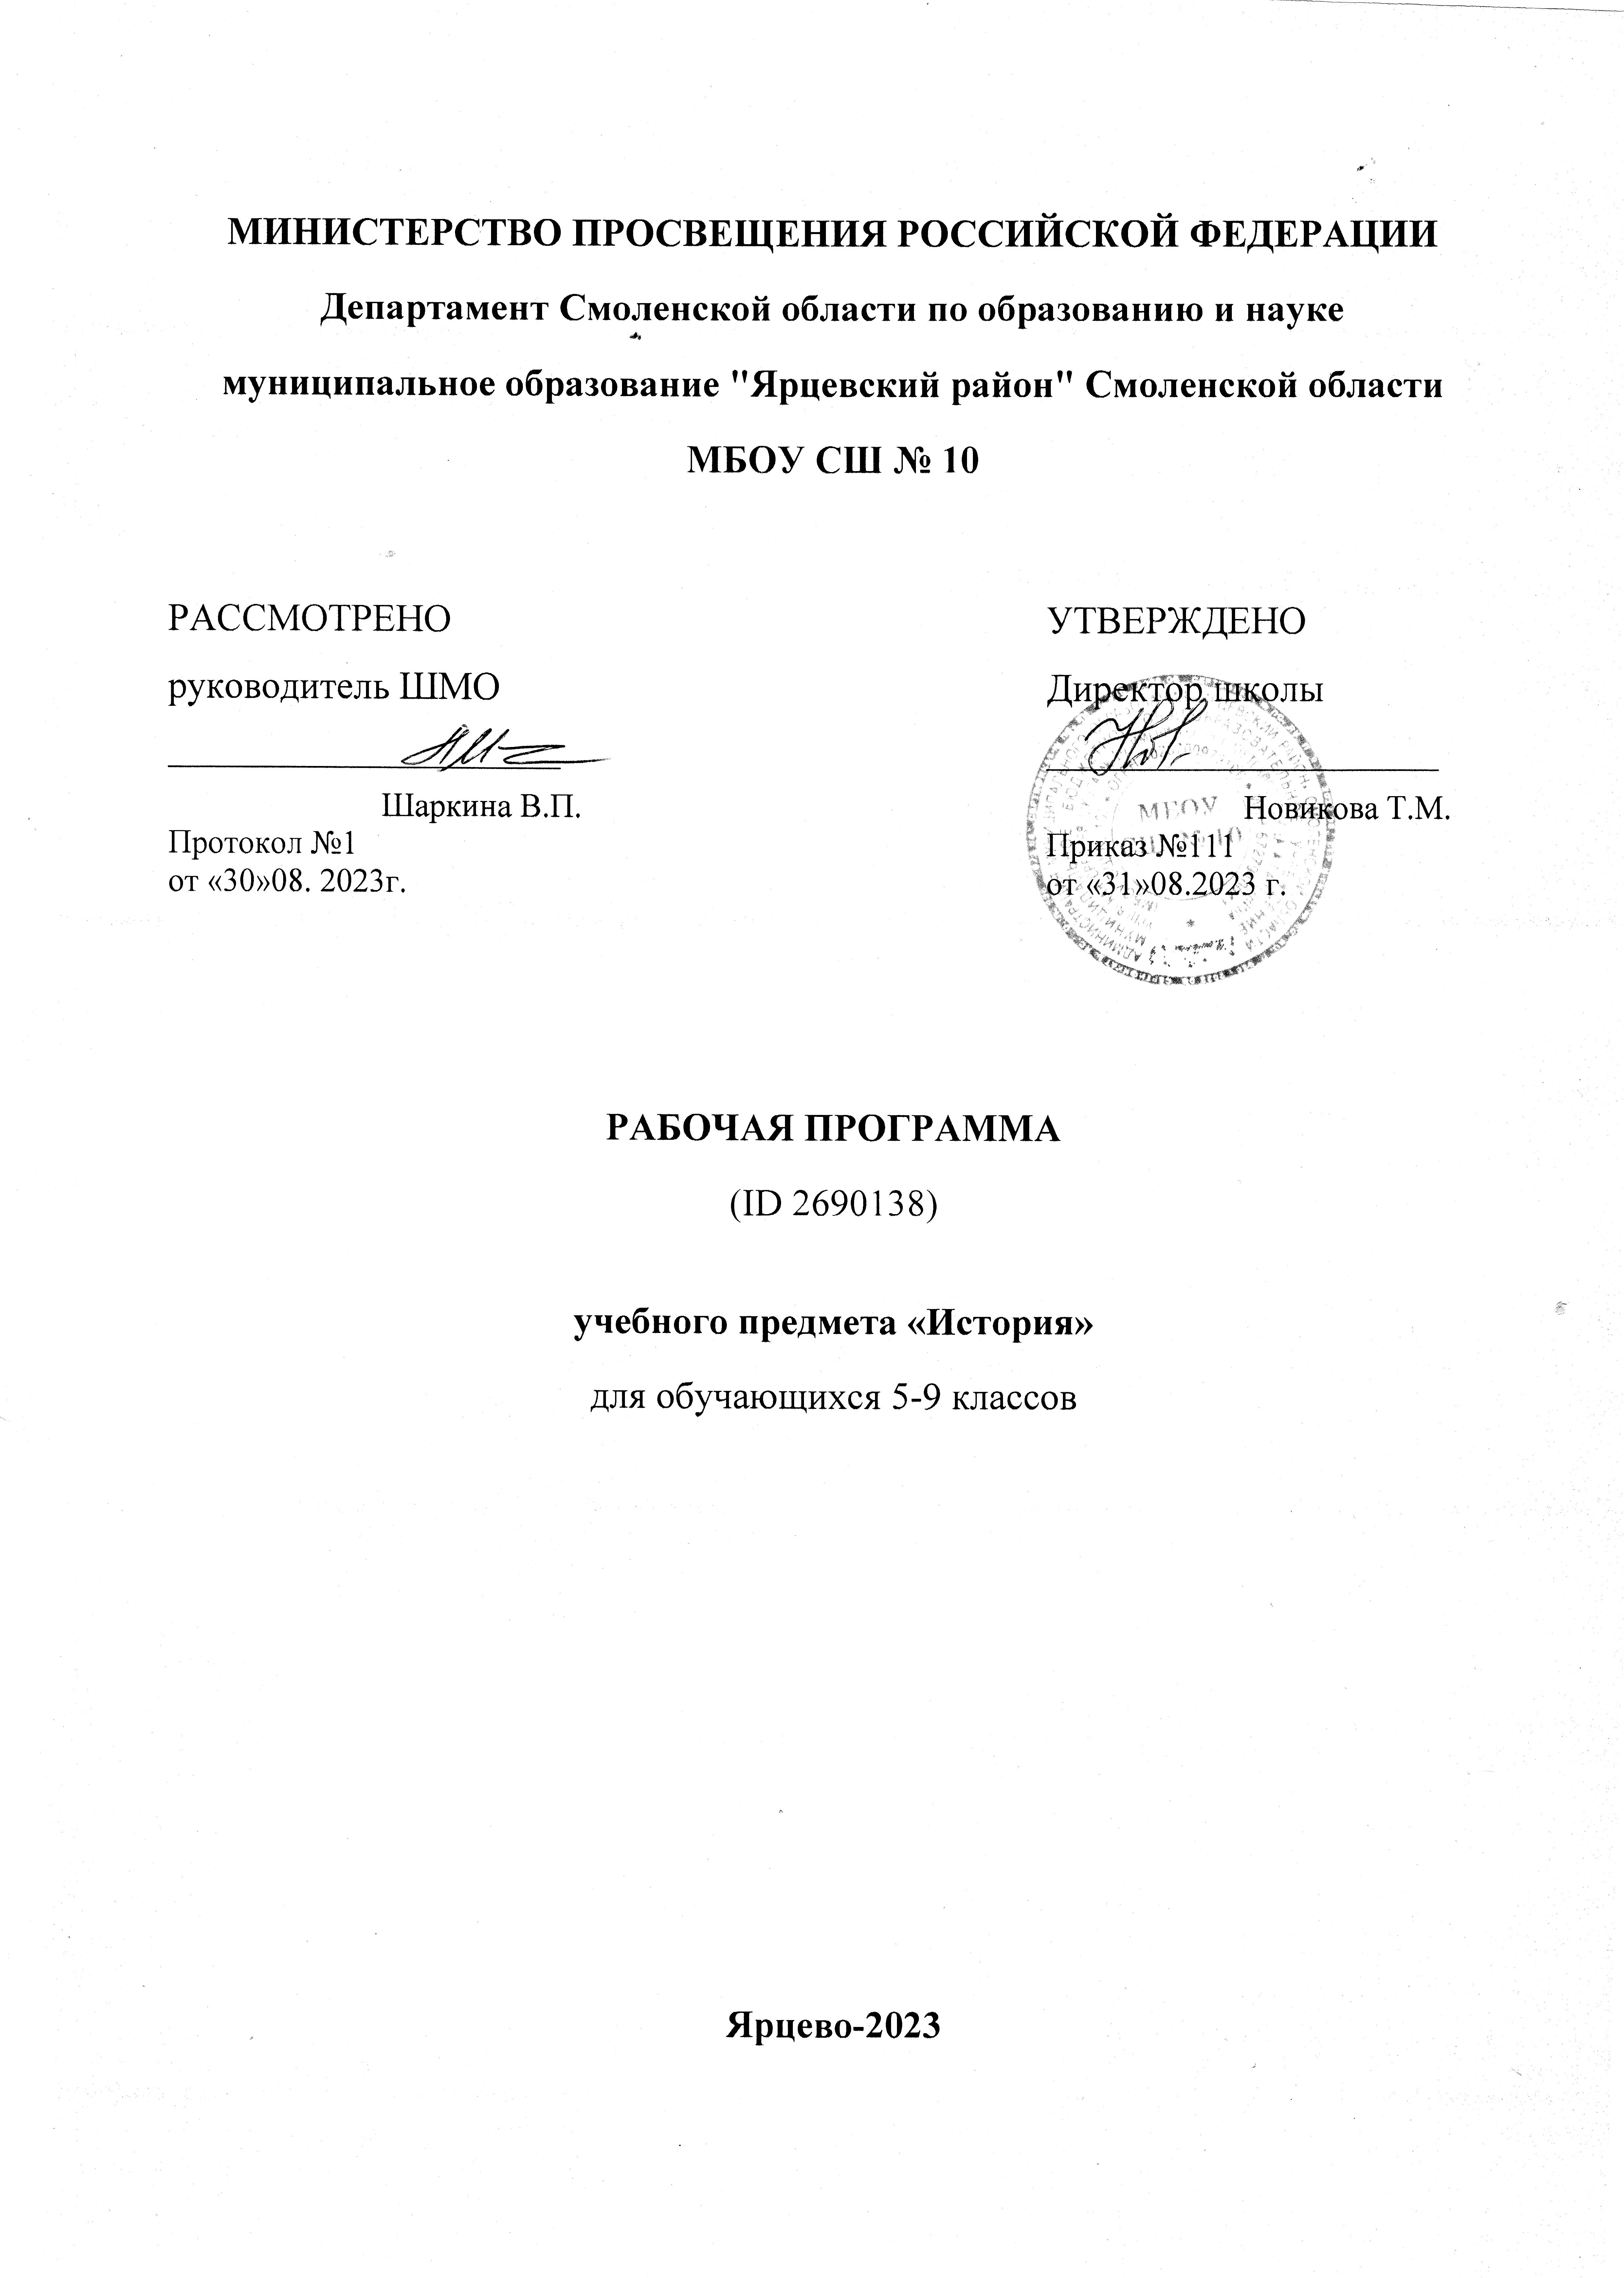 МИНИСТЕРСТВО ПРОСВЕЩЕНИЯ РОССИЙСКОЙ ФЕДЕРАЦИИ
Департамент Смоленской области по образованию и науке
муниципальное образование "Ярцевский район" Смоленской области
МБОУ СШ № 10
РАССМОТРЕНО
руководитель ШМО
Шаркина В.П.
Протокол №1
от «30»08. 2023г.
УТВЕРЖДЕНО
Директор школы
Новикова Т.М.
Приказ №111
от «31»08.2023 г.
МБОУ
РАБОЧАЯ ПРОГРАММА
(ID 2690138)
учебного предмета «История»
для обучающихся 5-9 классов
Ярцево-2023